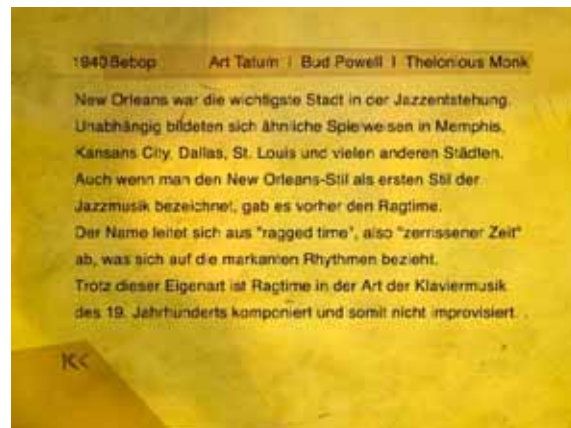 1940 Bebop Art Tatum | Bud Powell | Thelonious Monk
New Orleans war die wichtigste Stadt in der Jazzentstehung.
Unabhängig bildeten sich ähnliche Spielweisen in Memphis,
Kansans City, Dallas, St. Louis und vielen anderen Städten.
Auch wenn man den New Orleans-Stil als ersten Stil der
Jazzmusik bezeichnet, gab es vorher den Ragtime.
Der Name leitet sich aus "ragged time", also "zerrissener Zeit"
ab, was sich auf die markanten Rhythmen bezieht.
Trotz dieser Eigenart ist Ragtime in der Art der Klaviermusik
des 19. Jahrhunderts komponiert und somit nicht improvisiert.
K<